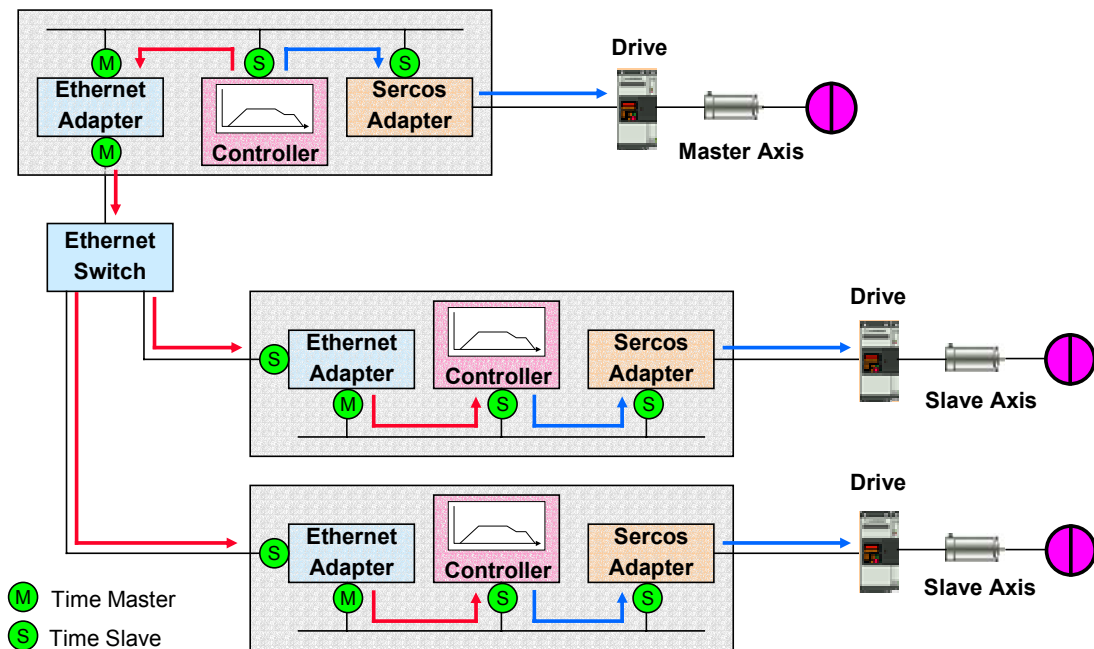 Drive
M
S
S
Ethernet
Adapter
Controller
Sercos
Adapter
Master Axis
M
Ethernet
Switch
Drive
S
Ethernet
Adapter
Controller
Sercos
Adapter
M
S
S
Slave Axis
Drive
S
Ethernet
Adapter
Controller
Sercos
Adapter
M
S
S
Slave Axis
M Time Master
S Time Slave